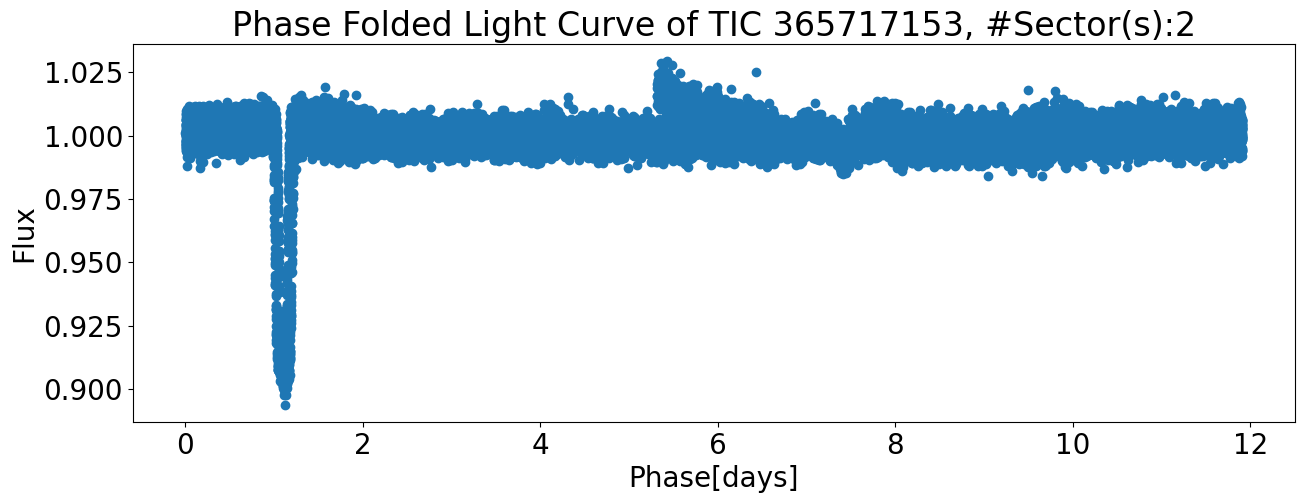 Phase Folded Light Curve of TIC 365717153, #Sector(s):2
1.025
1.000
0.975
0.950
0.925
0.900
Flux
0 2 4 6 8 10 12
Phase[days]